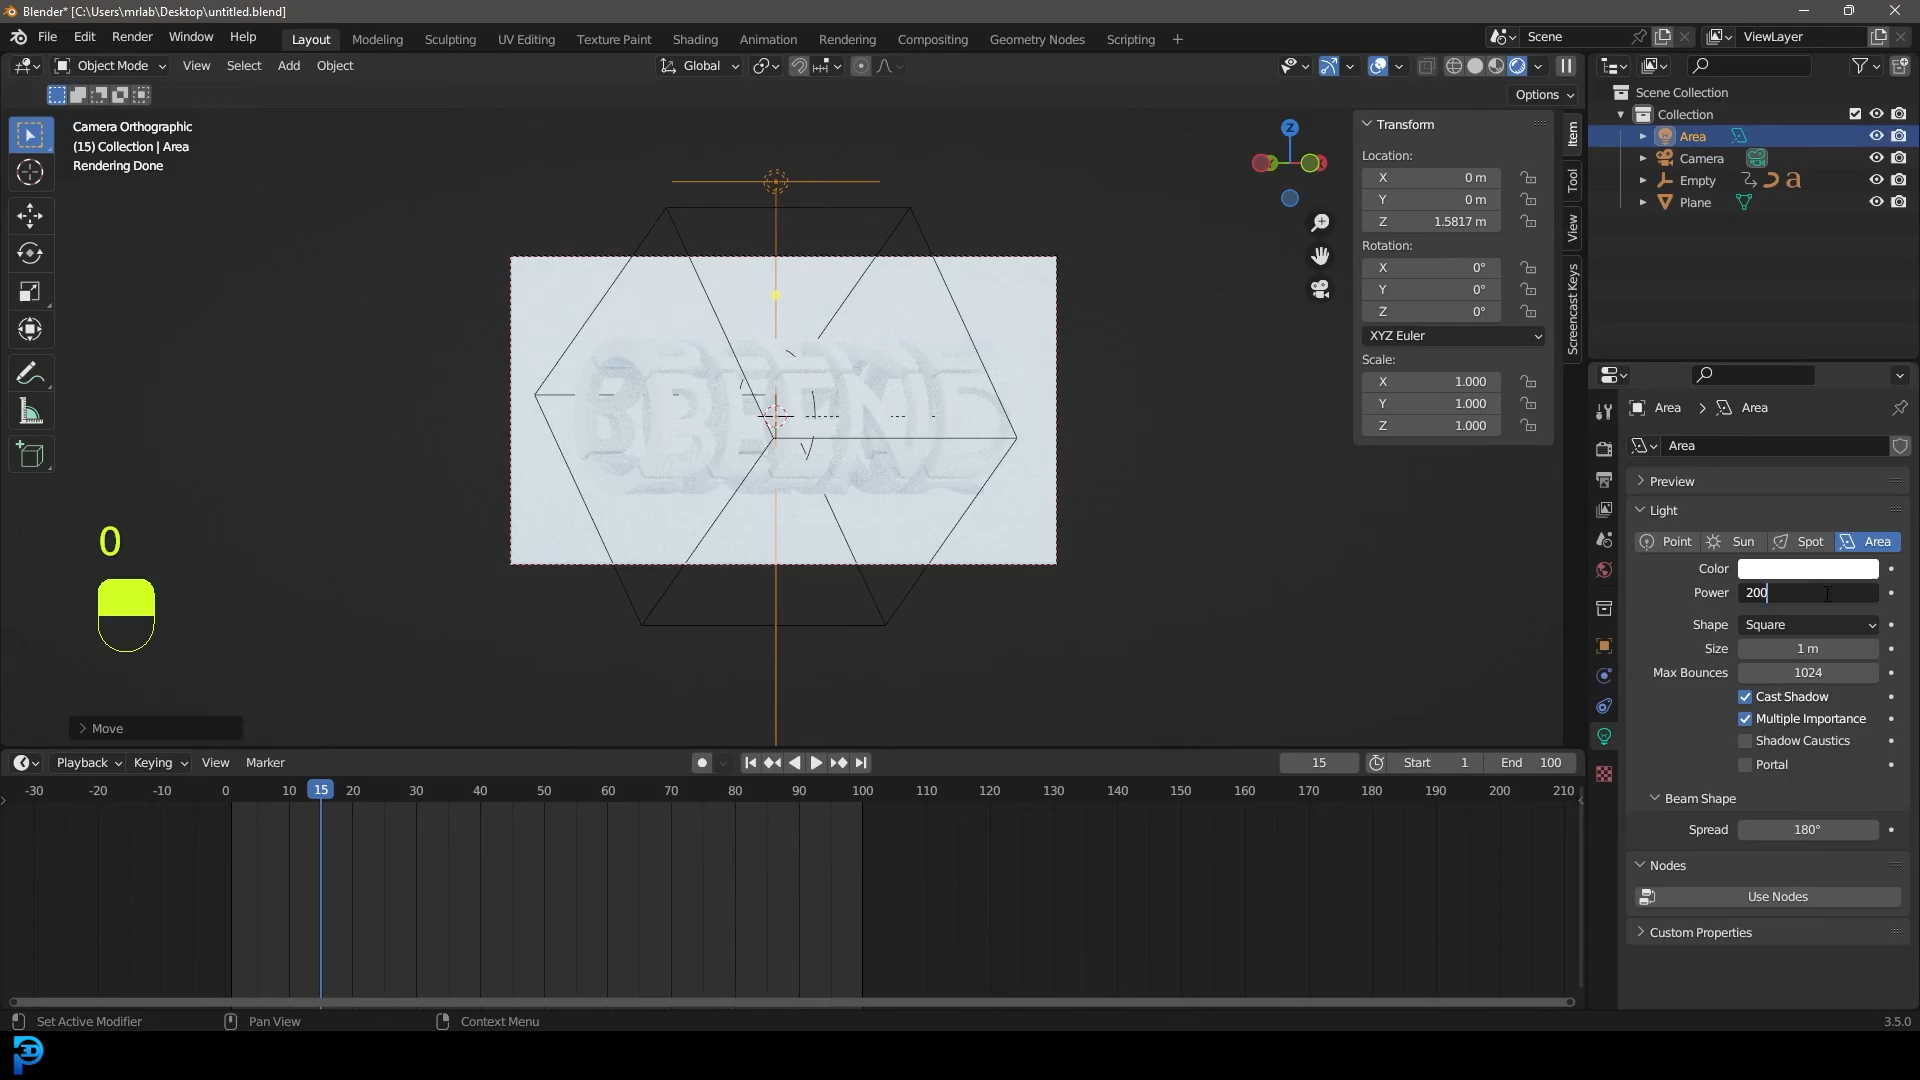 Blender* [C:\Users\mrlab\Desktop\untitled.blend]
File Edit Render Window Help Layout Modeling Sculpting UV Editing Texture Paint Shading Animation Rendering Compositing Geometry Nodes Scripting + Scene ViewLayer
Object Mode View Select Add Object Global
Options
Camera Orthographic
(15) Collection | Area
Rendering Done
Z
Transform
Location:
X 0 m
Y 0 m
Z 1.5817 m
Rotation:
X 0°
Y 0°
Z 0°
XYZ Euler
Scale:
X 1.000
Y 1.000
Z 1.000
Item
Tool
View
Screencast Keys
Scene Collection
Collection
Area
Camera
Empty a
Plane
Area Area
Area
Preview
Light
Point Sun Spot Area
Color
Power 200
Shape Square
Size 1 m
Max Bounces 1024
Cast Shadow
Multiple Importance
Shadow Caustics
Portal
Beam Shape
Spread 180°
Nodes
Use Nodes
Custom Properties
0
Move
Playback Keying View Marker 15 Start 1 End 100
-30 -20 -10 0 10 15 20 30 40 50 60 70 80 90 100 110 120 130 140 150 160 170 180 190 200 210
Set Active Modifier Pan View Context Menu 3.5.0
3D